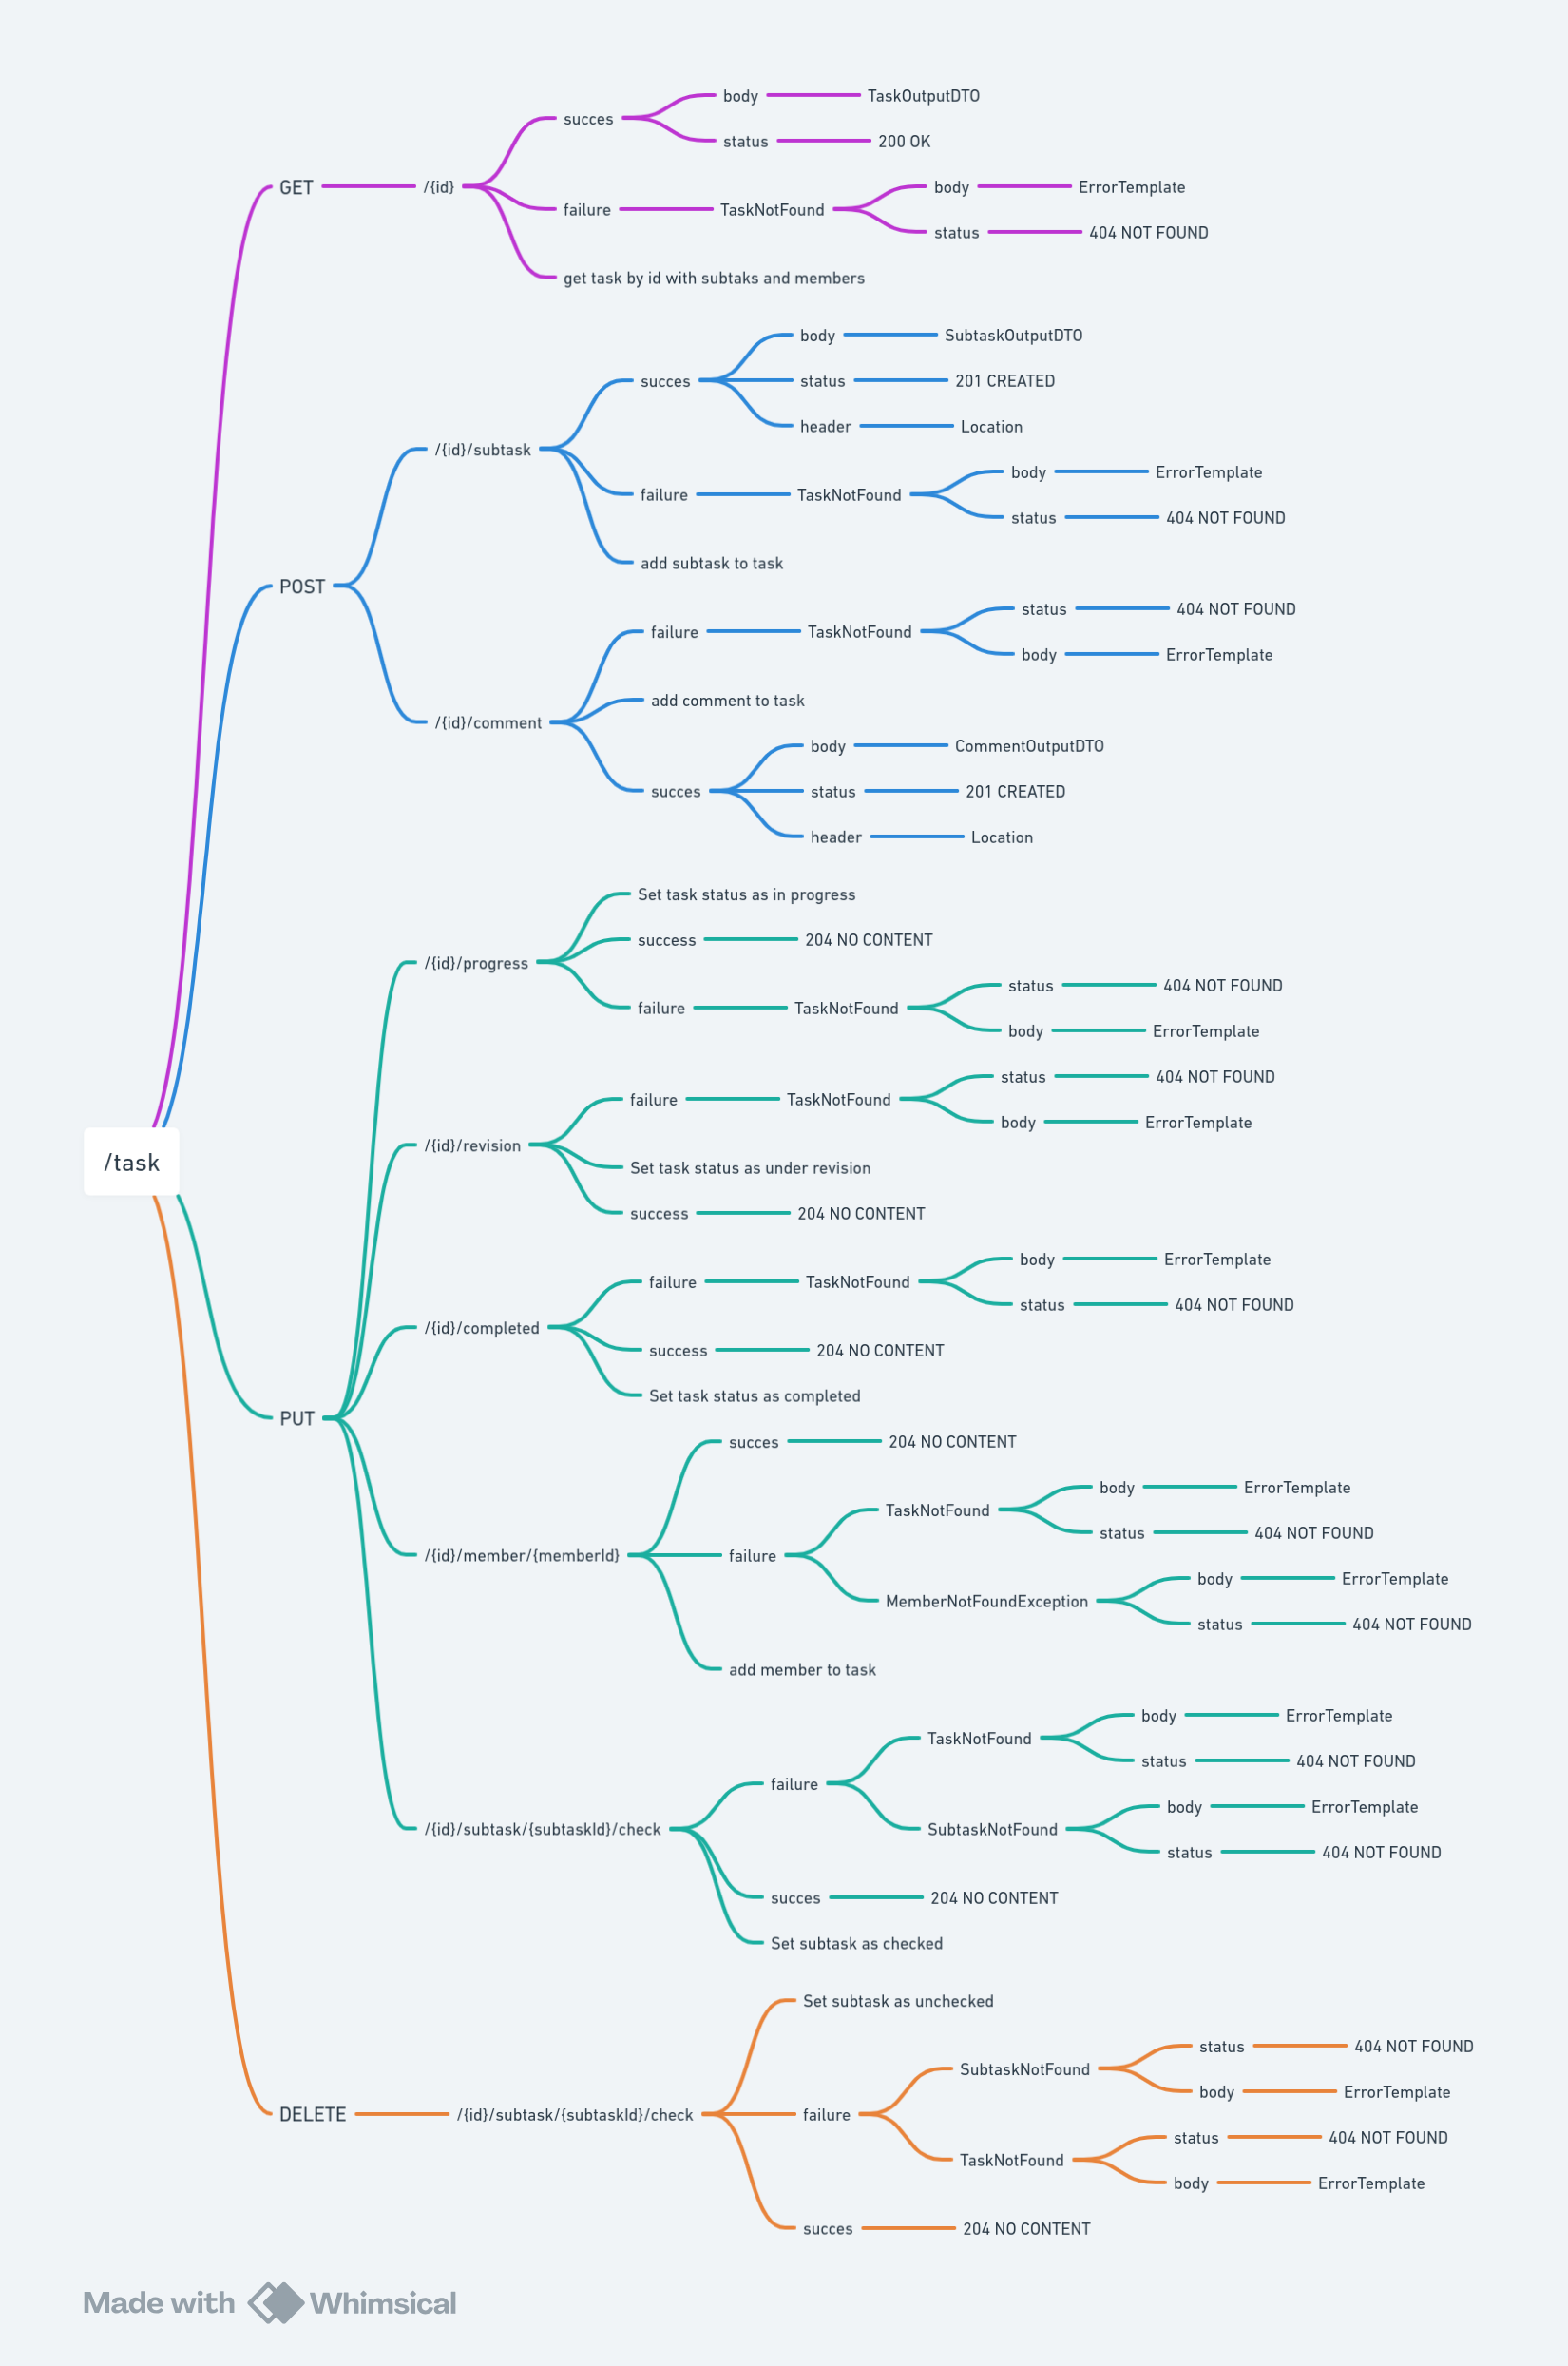 /task
GET
/{id}
succes
body
TaskOutputDTO
status
200 OK
failure
TaskNotFound
body
ErrorTemplate
status
404 NOT FOUND
get task by id with subtaks and members
POST
/{id}/subtask
succes
body
SubtaskOutputDTO
status
201 CREATED
header
Location
failure
TaskNotFound
body
ErrorTemplate
status
404 NOT FOUND
add subtask to task
/{id}/comment
failure
TaskNotFound
status
404 NOT FOUND
body
ErrorTemplate
add comment to task
succes
body
CommentOutputDTO
status
201 CREATED
header
Location
PUT
/{id}/progress
Set task status as in progress
success
204 NO CONTENT
failure
TaskNotFound
status
404 NOT FOUND
body
ErrorTemplate
/{id}/revision
failure
TaskNotFound
status
404 NOT FOUND
body
ErrorTemplate
Set task status as under revision
success
204 NO CONTENT
/{id}/completed
failure
TaskNotFound
body
ErrorTemplate
status
404 NOT FOUND
success
204 NO CONTENT
Set task status as completed
/{id}/member/{memberId}
succes
204 NO CONTENT
failure
TaskNotFound
body
ErrorTemplate
status
404 NOT FOUND
MemberNotFoundException
body
ErrorTemplate
status
404 NOT FOUND
add member to task
/{id}/subtask/{subtaskId}/check
failure
TaskNotFound
body
ErrorTemplate
status
404 NOT FOUND
SubtaskNotFound
body
ErrorTemplate
status
404 NOT FOUND
succes
204 NO CONTENT
Set subtask as checked
DELETE
/{id}/subtask/{subtaskId}/check
Set subtask as unchecked
failure
SubtaskNotFound
status
404 NOT FOUND
body
ErrorTemplate
TaskNotFound
status
404 NOT FOUND
body
ErrorTemplate
succes
204 NO CONTENT
Made with Whimsical